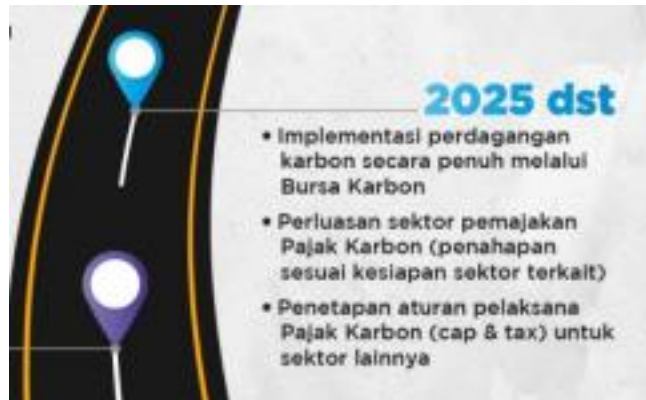 2025 dst
• Implementasi perdagangan
karbon secara penuh melalui
Bursa Karbon
• Perluasan sektor pemajakan
Pajak Karbon (penahapan
sesuai kesiapan sektor terkait)
• Penetapan aturan pelaksana
Pajak Karbon (cap & tax) untuk
sektor lainnya